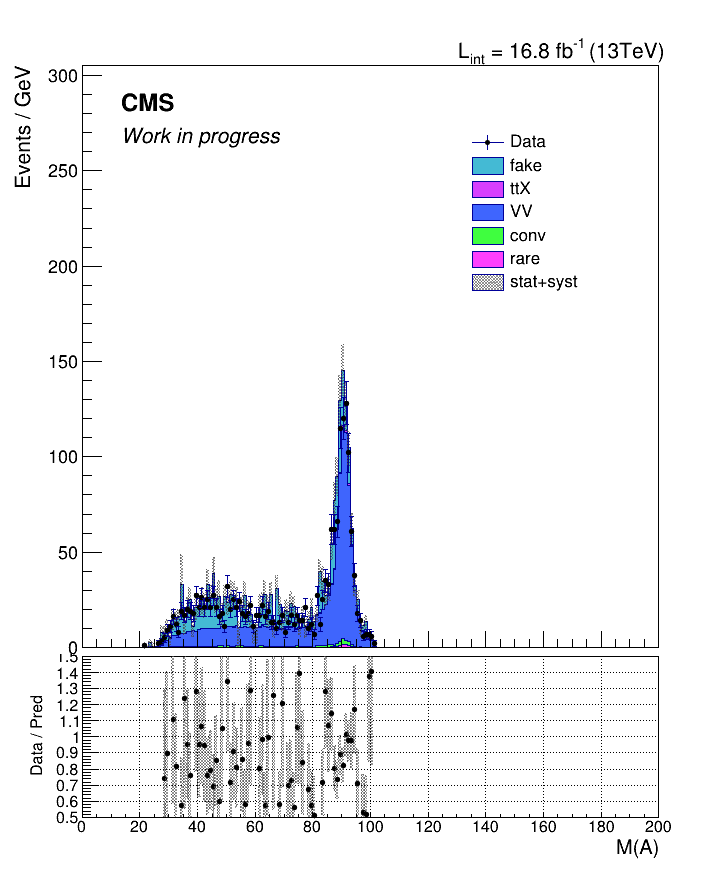 L_int = 16.8 fb^-1 (13TeV)
Events / GeV
300
250
200
150
100
50
0
CMS
Work in progress
Data
fake
ttX
VV
conv
rare
stat+syst
Data / Pred
1.5
1.4
1.3
1.2
1.1
1
0.9
0.8
0.7
0.6
0.5
0 20 40 60 80 100 120 140 160 180 200
M(A)